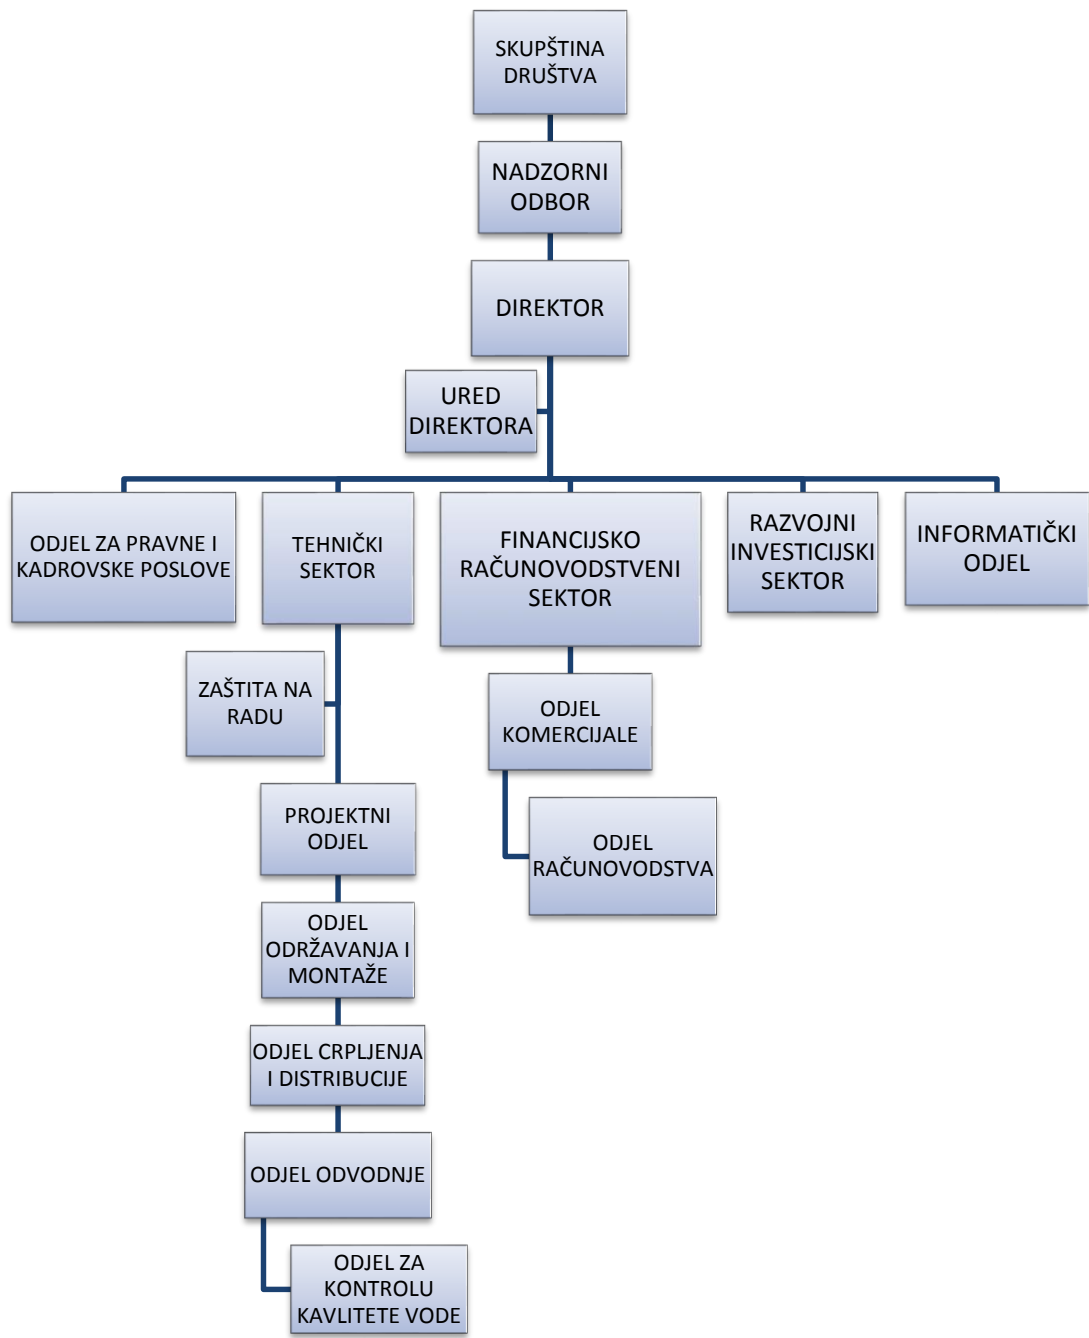 SKUPŠTINA
DRUŠTVA
NADZORNI
ODBOR
DIREKTOR
URED
DIREKTORA
ODJEL ZA PRAVNE I
KADROVSKE POSLOVE
TEHNIČKI
SEKTOR
FINANCIJSKO
RAČUNOVODSTVENI
SEKTOR
RAZVOJNI
INVESTICIJSKI
SEKTOR
INFORMATIČKI
ODJEL
ZAŠTITA NA
RADU
ODJEL
KOMERCIJALE
PROJEKTNI
ODJEL
ODJEL
RAČUNOVODSTVA
ODJEL
ODRŽAVANJA I
MONTAŽE
ODJEL CRPLJENJA
I DISTRIBUCIJE
ODJEL ODVODNJE
ODJEL ZA
KONTROLU
KAVLITETE VODE